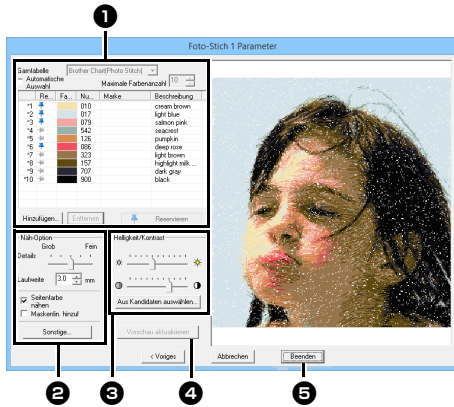 1
Foto-Stich 1 Parameter
Garntabelle Brother Chart(Photo Stitch)
Automatische Auswahl
Maximale Farbenanzahl 10
Re... Fa... Nu... Marke Beschreibung
*1 010 cream brown
*2 017 light blue
*3 079 salmon pink
*4 542 seacrest
*5 126 pumpkin
*6 086 deep rose
*7 323 light brown
*8 157 highlight milk ...
*9 707 dark gray
*10 900 black
Hinzufügen... Entfernen Reservieren
Näh-Option
Grob Fein
Details
Laufweite 3.0 mm
Seitenfarbe
nähen
Maskenlin. hinzuf
Sonstige...
Helligkeit/Kontrast
Aus Kandidaten auswählen...
Vorschau aktualisieren
< Voriges Abbrechen Beenden
2 3 4 5